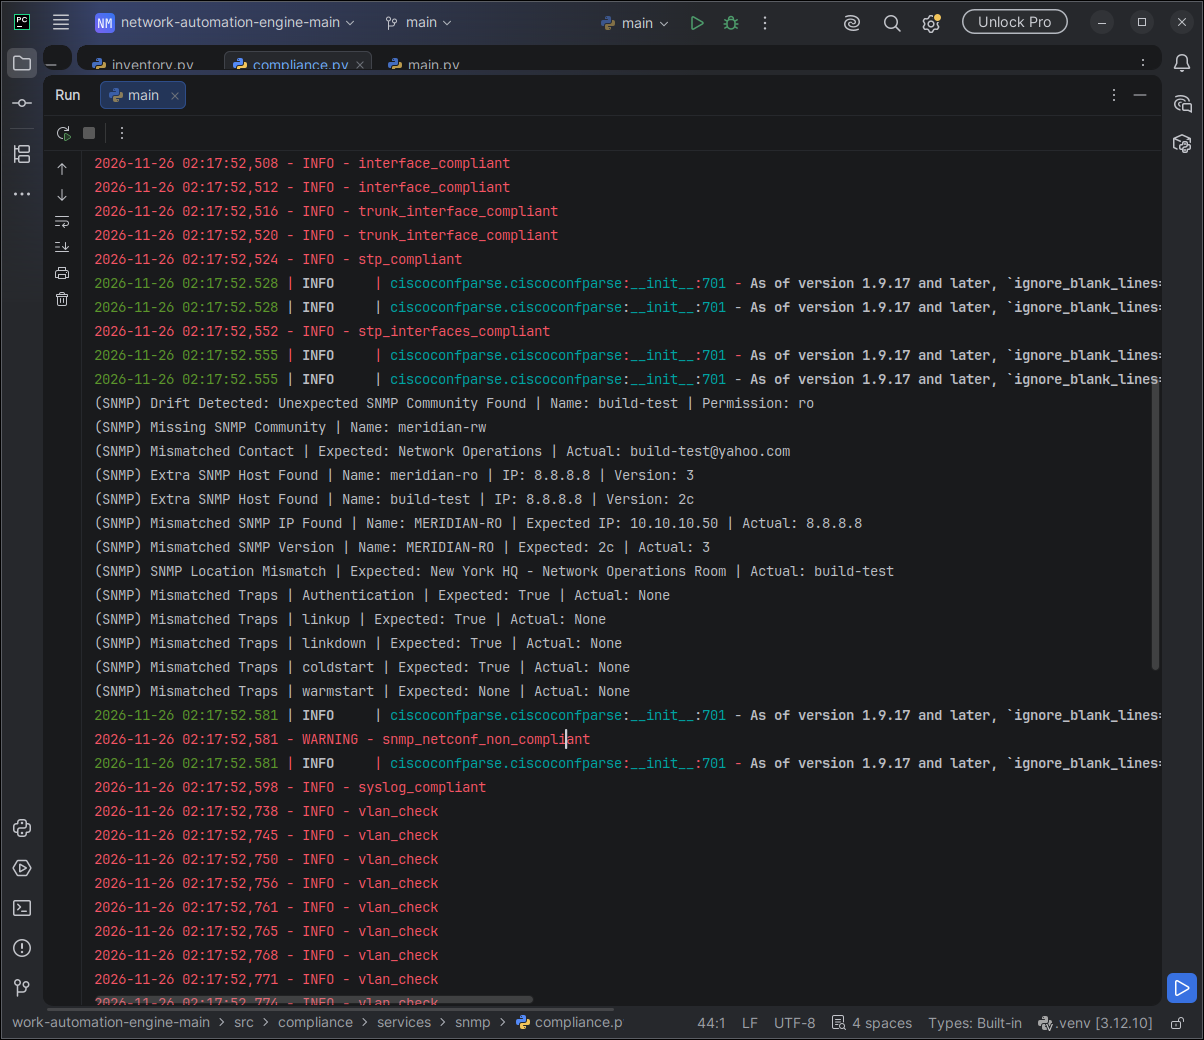 NM network-automation-engine-main main main Unlock Pro
inventory.py compliance.py main.py
Run main
2026-11-26 02:17:52,508 - INFO - interface_compliant
2026-11-26 02:17:52,512 - INFO - interface_compliant
2026-11-26 02:17:52,516 - INFO - trunk_interface_compliant
2026-11-26 02:17:52,520 - INFO - trunk_interface_compliant
2026-11-26 02:17:52,524 - INFO - stp_compliant
2026-11-26 02:17:52.528 | INFO | ciscoconfparse.ciscoconfparse:__init__:701 - As of version 1.9.17 and later, `ignore_blank_lines=
2026-11-26 02:17:52.528 | INFO | ciscoconfparse.ciscoconfparse:__init__:701 - As of version 1.9.17 and later, `ignore_blank_lines=
2026-11-26 02:17:52,552 - INFO - stp_interfaces_compliant
2026-11-26 02:17:52.555 | INFO | ciscoconfparse.ciscoconfparse:__init__:701 - As of version 1.9.17 and later, `ignore_blank_lines=
2026-11-26 02:17:52.555 | INFO | ciscoconfparse.ciscoconfparse:__init__:701 - As of version 1.9.17 and later, `ignore_blank_lines=
(SNMP) Drift Detected: Unexpected SNMP Community Found | Name: build-test | Permission: ro
(SNMP) Missing SNMP Community | Name: meridian-rw
(SNMP) Mismatched Contact | Expected: Network Operations | Actual: build-test@yahoo.com
(SNMP) Extra SNMP Host Found | Name: meridian-ro | IP: 8.8.8.8 | Version: 3
(SNMP) Extra SNMP Host Found | Name: build-test | IP: 8.8.8.8 | Version: 2c
(SNMP) Mismatched SNMP IP Found | Name: MERIDIAN-RO | Expected IP: 10.10.10.50 | Actual: 8.8.8.8
(SNMP) Mismatched SNMP Version | Name: MERIDIAN-RO | Expected: 2c | Actual: 3
(SNMP) SNMP Location Mismatch | Expected: New York HQ - Network Operations Room | Actual: build-test
(SNMP) Mismatched Traps | Authentication | Expected: True | Actual: None
(SNMP) Mismatched Traps | linkup | Expected: True | Actual: None
(SNMP) Mismatched Traps | linkdown | Expected: True | Actual: None
(SNMP) Mismatched Traps | coldstart | Expected: True | Actual: None
(SNMP) Mismatched Traps | warmstart | Expected: None | Actual: None
2026-11-26 02:17:52.581 | INFO | ciscoconfparse.ciscoconfparse:__init__:701 - As of version 1.9.17 and later, `ignore_blank_lines=
2026-11-26 02:17:52,581 - WARNING - snmp_netconf_non_compliant
2026-11-26 02:17:52.581 | INFO | ciscoconfparse.ciscoconfparse:__init__:701 - As of version 1.9.17 and later, `ignore_blank_lines=
2026-11-26 02:17:52,598 - INFO - syslog_compliant
2026-11-26 02:17:52,738 - INFO - vlan_check
2026-11-26 02:17:52,745 - INFO - vlan_check
2026-11-26 02:17:52,750 - INFO - vlan_check
2026-11-26 02:17:52,756 - INFO - vlan_check
2026-11-26 02:17:52,761 - INFO - vlan_check
2026-11-26 02:17:52,765 - INFO - vlan_check
2026-11-26 02:17:52,768 - INFO - vlan_check
2026-11-26 02:17:52,771 - INFO - vlan_check
2026-11-26 02:17:52,774 - INFO - vlan_check
work-automation-engine-main > src > compliance > services > snmp > compliance.p 44:1 LF UTF-8 4 spaces Types: Built-in .venv [3.12.10]